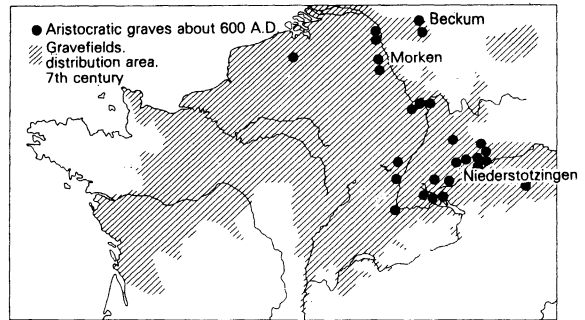 Aristocratic graves about 600 A.D
Gravefields.
distribution area.
7th century
Beckum
Morken
Niederstotzingen